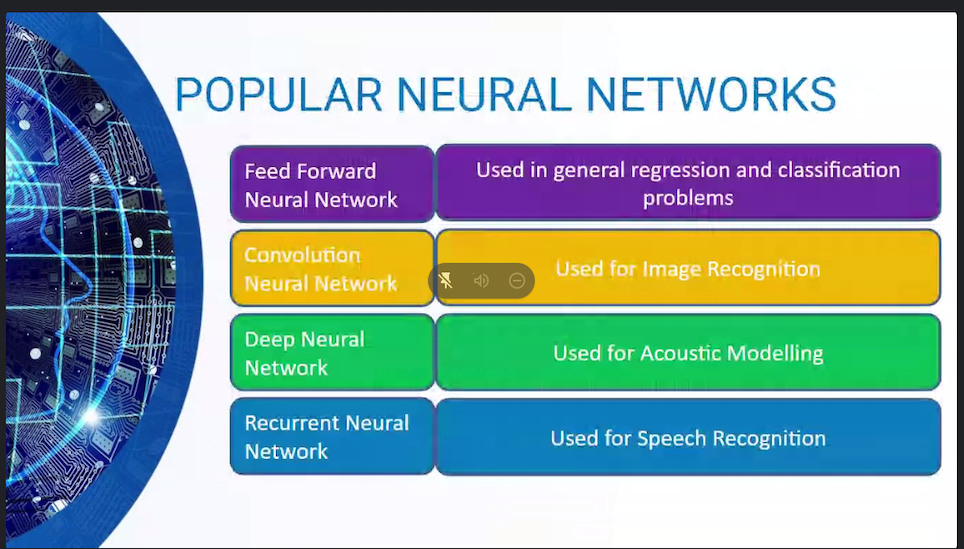 POPULAR NEURAL NETWORKS
Feed Forward
Neural Network
Used in general regression and classification
problems
Convolution
Neural Network
Used for Image Recognition
Deep Neural
Network
Used for Acoustic Modelling
Recurrent Neural
Network
Used for Speech Recognition